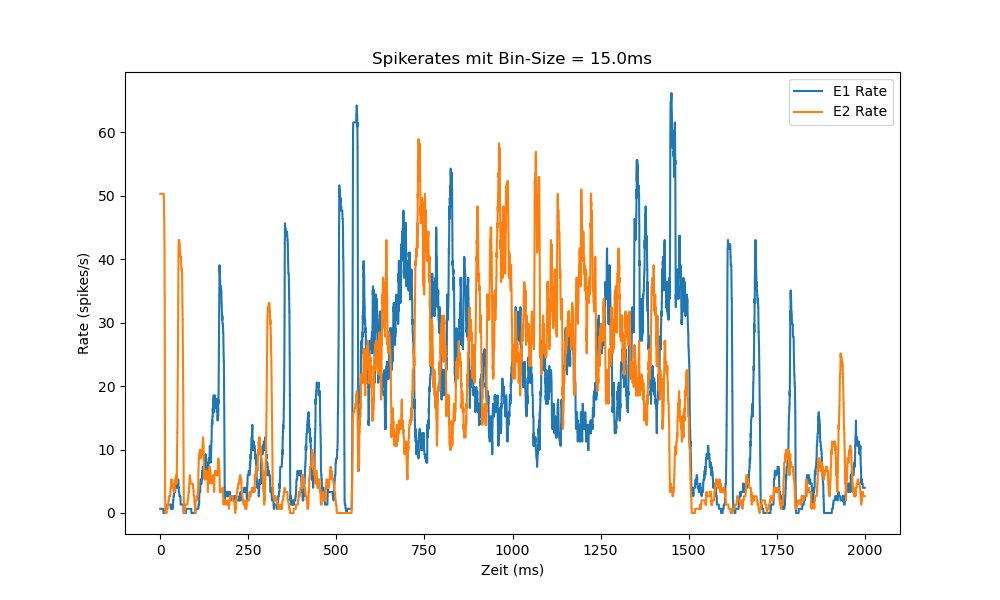 Spikerates mit Bin-Size = 15.0ms
E1 Rate
E2 Rate
Rate (spikes/s)
60
50
40
30
20
10
0
0 250 500 750 1000 1250 1500 1750 2000
Zeit (ms)